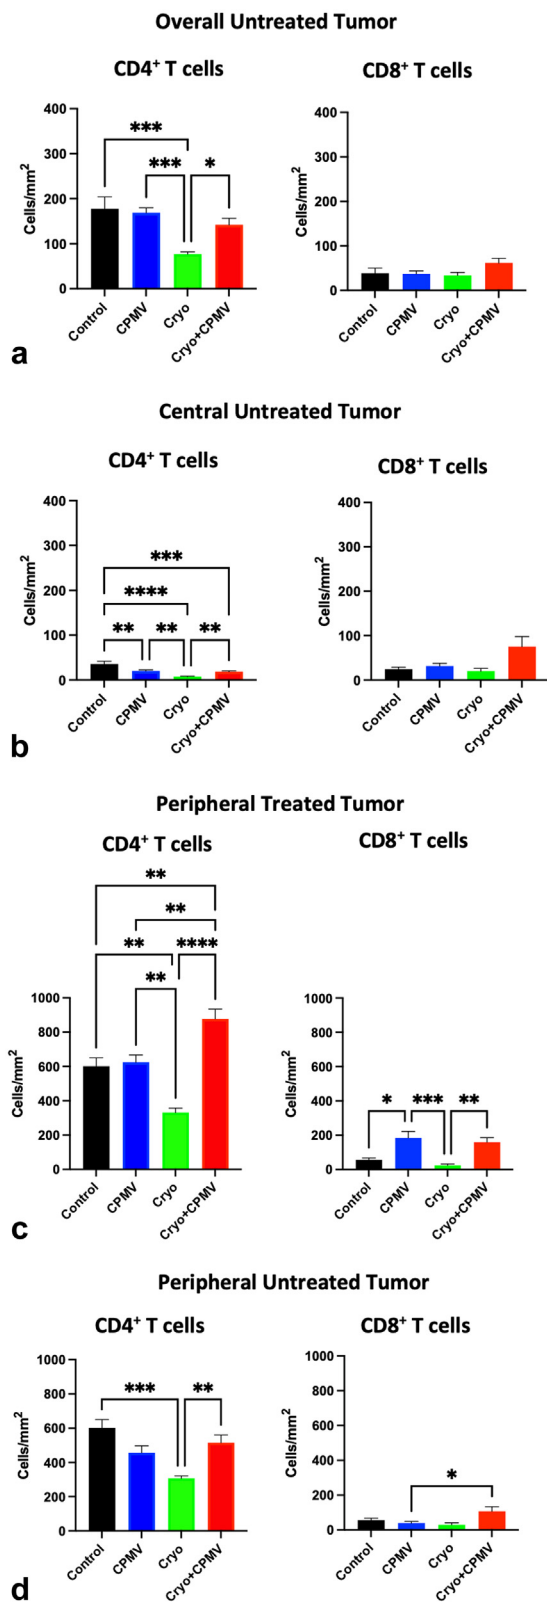 Overall Untreated Tumor
CD4+ T cells
CD8+ T cells
Cells/mm2
400
300
200
100
0
***
***
*
Control
CPMV
Cryo
Cryo+CPMV
Cells/mm2
400
300
200
100
0
Control
CPMV
Cryo
Cryo+CPMV
a
Central Untreated Tumor
CD4+ T cells
CD8+ T cells
Cells/mm2
400
300
200
100
0
***
****
**
**
**
Control
CPMV
Cryo
Cryo+CPMV
Cells/mm2
400
300
200
100
0
Control
CPMV
Cryo
Cryo+CPMV
b
Peripheral Treated Tumor
CD4+ T cells
CD8+ T cells
**
**
**
****
**
Cells/mm2
1000
800
600
400
200
0
Control
CPMV
Cryo
Cryo+CPMV
Cells/mm2
1000
800
600
400
200
0
*
***
**
Control
CPMV
Cryo
Cryo+CPMV
c
Peripheral Untreated Tumor
CD4+ T cells
CD8+ T cells
Cells/mm2
1000
800
600
400
200
0
***
**
Control
CPMV
Cryo
Cryo+CPMV
Cells/mm2
1000
800
600
400
200
0
*
Control
CPMV
Cryo
Cryo+CPMV
d